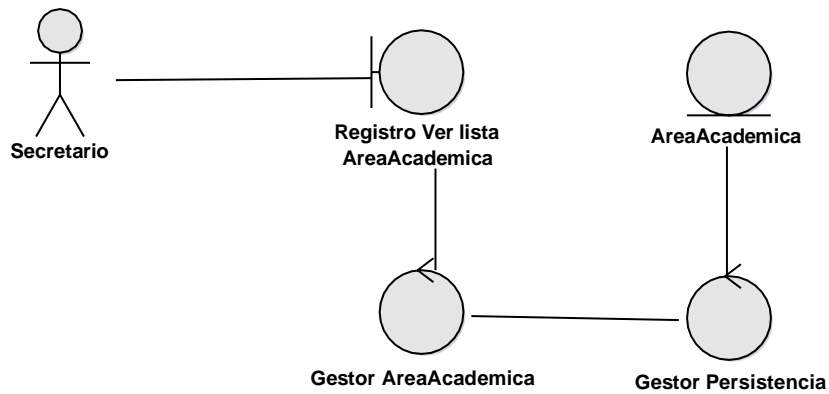 Secretario
Registro Ver lista
AreaAcademica
AreaAcademica
Gestor AreaAcademica
Gestor Persistencia